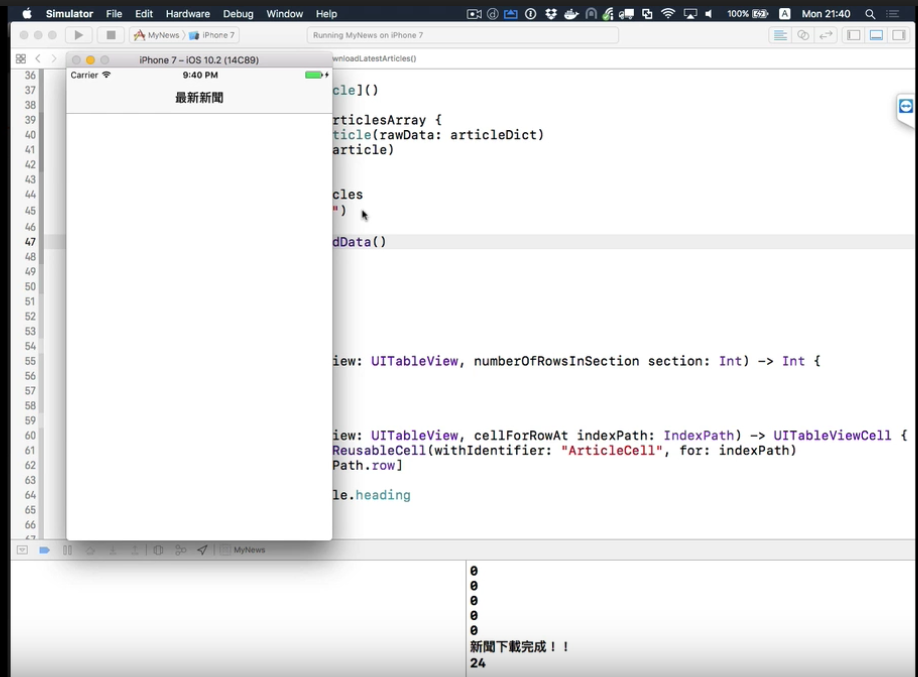 Simulator File Edit Hardware Debug Window Help 100% A Mon 21:40
MyNews iPhone 7 Running MyNews on iPhone 7
iPhone 7 – iOS 10.2 (14C89)
wnloadLatestArticles()
Carrier 9:40 PM
最新新聞
36
37 cle]()
38
39 rticlesArray {
40 ticle(rawData: articleDict)
41 article)
42
43
44 cles
45 ")
46
47 dData()
48
49
50
51
52
53
54
55 iew: UITableView, numberOfRowsInSection section: Int) -> Int {
56
57
58
59
60 iew: UITableView, cellForRowAt indexPath: IndexPath) -> UITableViewCell {
61 ReusableCell(withIdentifier: "ArticleCell", for: indexPath)
62 Path.row]
63
64 le.heading
65
66
67
MyNews
0
0
0
0
0
新聞下載完成！！
24